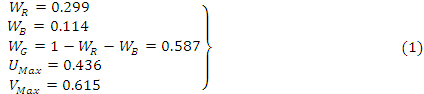 W_R = 0.299
W_B = 0.114
W_G = 1 − W_R − W_B = 0.587
U_Max = 0.436
V_Max = 0.615
(1)